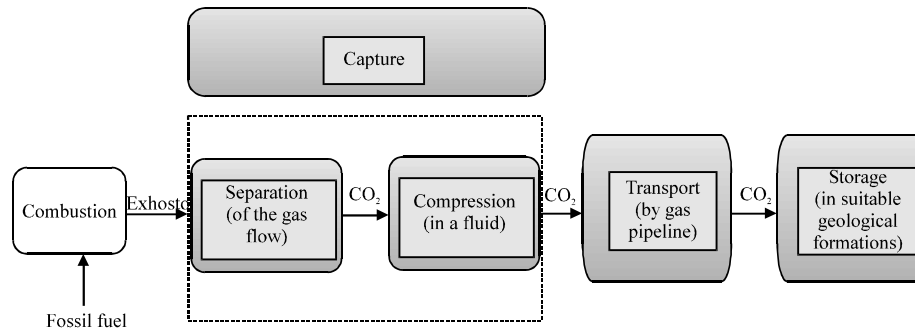 Capture
Combustion
Exhosto
Separation
(of the gas
flow)
CO₂
Compression
(in a fluid)
CO₂
Transport
(by gas
pipeline)
CO₂
Storage
(in suitable
geological
formations)
Fossil fuel